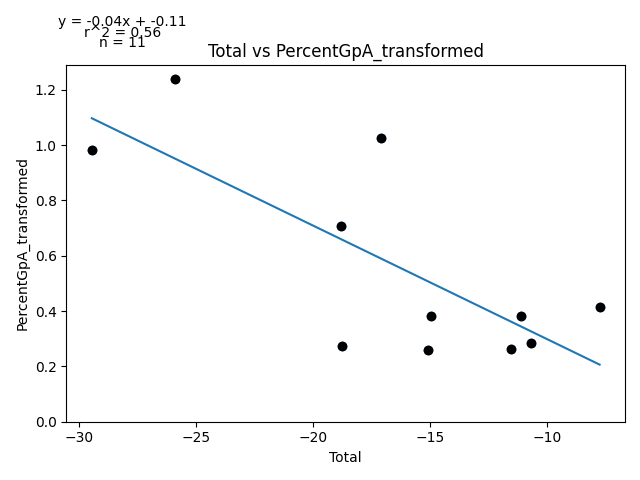 y = -0.04x + -0.11
r^2 = 0.56
n = 11
Total vs PercentGpA_transformed
PercentGpA_transformed
1.2
1.0
0.8
0.6
0.4
0.2
0.0
−30 −25 −20 −15 −10
Total